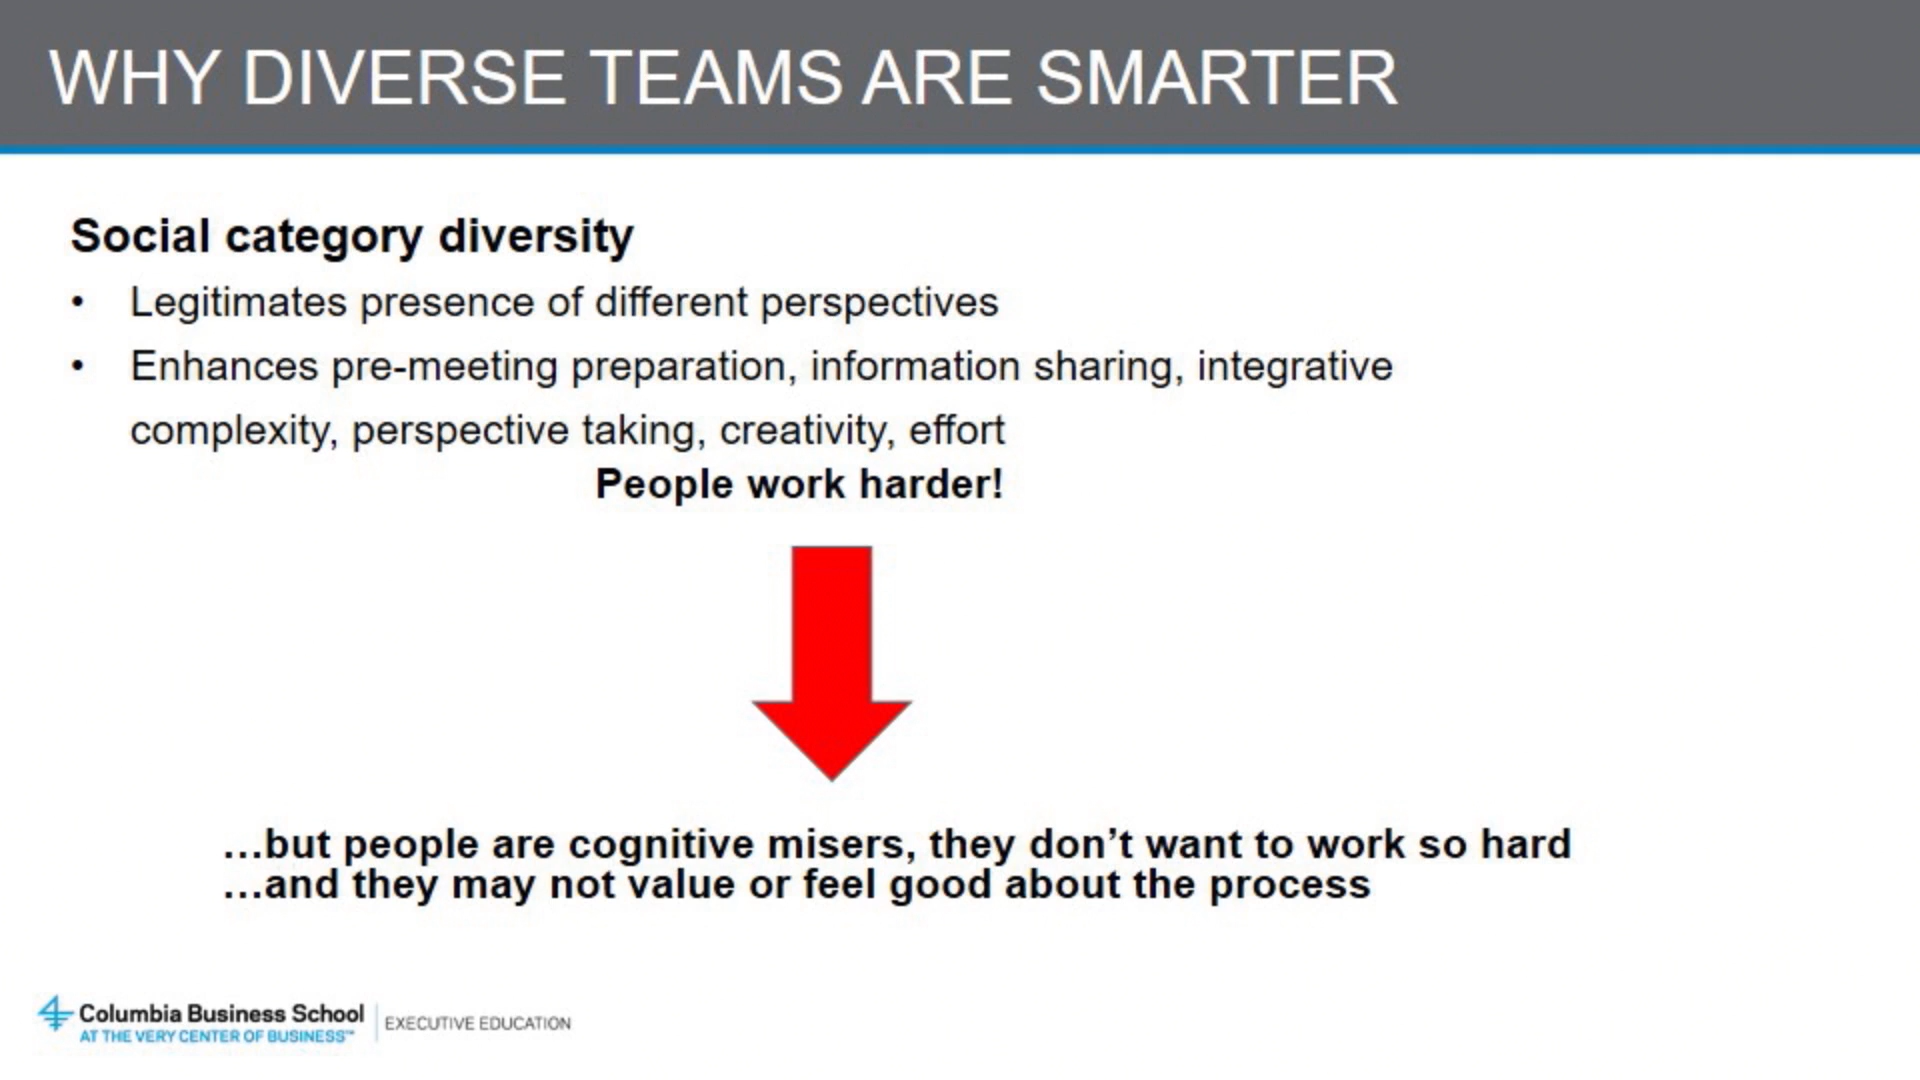 WHY DIVERSE TEAMS ARE SMARTER
Social category diversity
• Legitimates presence of different perspectives
• Enhances pre-meeting preparation, information sharing, integrative
complexity, perspective taking, creativity, effort
People work harder!
...but people are cognitive misers, they don’t want to work so hard
...and they may not value or feel good about the process
Columbia Business School
AT THE VERY CENTER OF BUSINESS™
EXECUTIVE EDUCATION